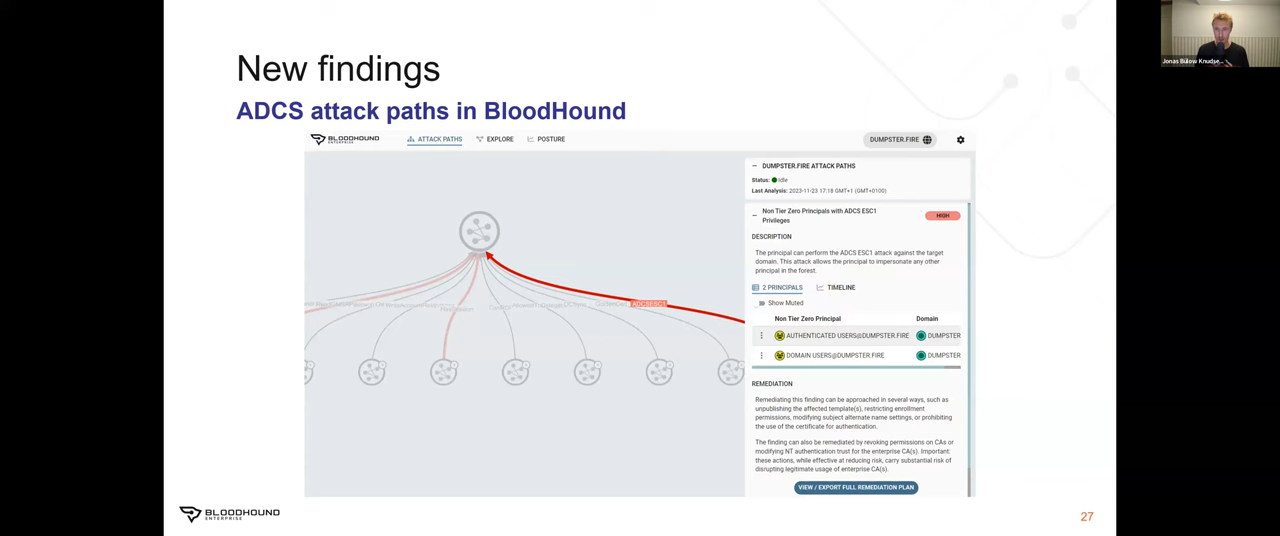 New findings
ADCS attack paths in BloodHound
BLOODHOUND
ENTERPRISE
ATTACK PATHS
EXPLORE
POSTURE
DUMPSTER.FIRE
DUMPSTER.FIRE ATTACK PATHS
Status: Idle
Last Analysis: 2023-11-23 17:18 GMT+1 (GMT+0100)
Non Tier Zero Principals with ADCS ESC1
Privileges
HIGH
DESCRIPTION
The principal can perform the ADCS ESC1 attack against the target
domain. This attack allows the principal to impersonate any other
principal in the forest.
2 PRINCIPALS
TIMELINE
Show Muted
Non Tier Zero Principal Domain
AUTHENTICATED USERS@DUMPSTER.FIRE DUMPSTER
DOMAIN USERS@DUMPSTER.FIRE DUMPSTER
ADCSESC1
REMEDIATION
Remediating this finding can be approached in several ways, such as
unpublishing the affected template(s), restricting enrollment
permissions, modifying subject alternate name settings, or prohibiting
the use of the certificate for authentication.
The finding can also be remediated by revoking permissions on CAs or
modifying NT authentication trust for the enterprise CA(s). Important:
these actions, while effective at reducing risk, carry substantial risk of
disrupting legitimate usage of enterprise CA(s).
VIEW / EXPORT FULL REMEDIATION PLAN
BLOODHOUND
ENTERPRISE
27
Jonas Bülow Knudse...